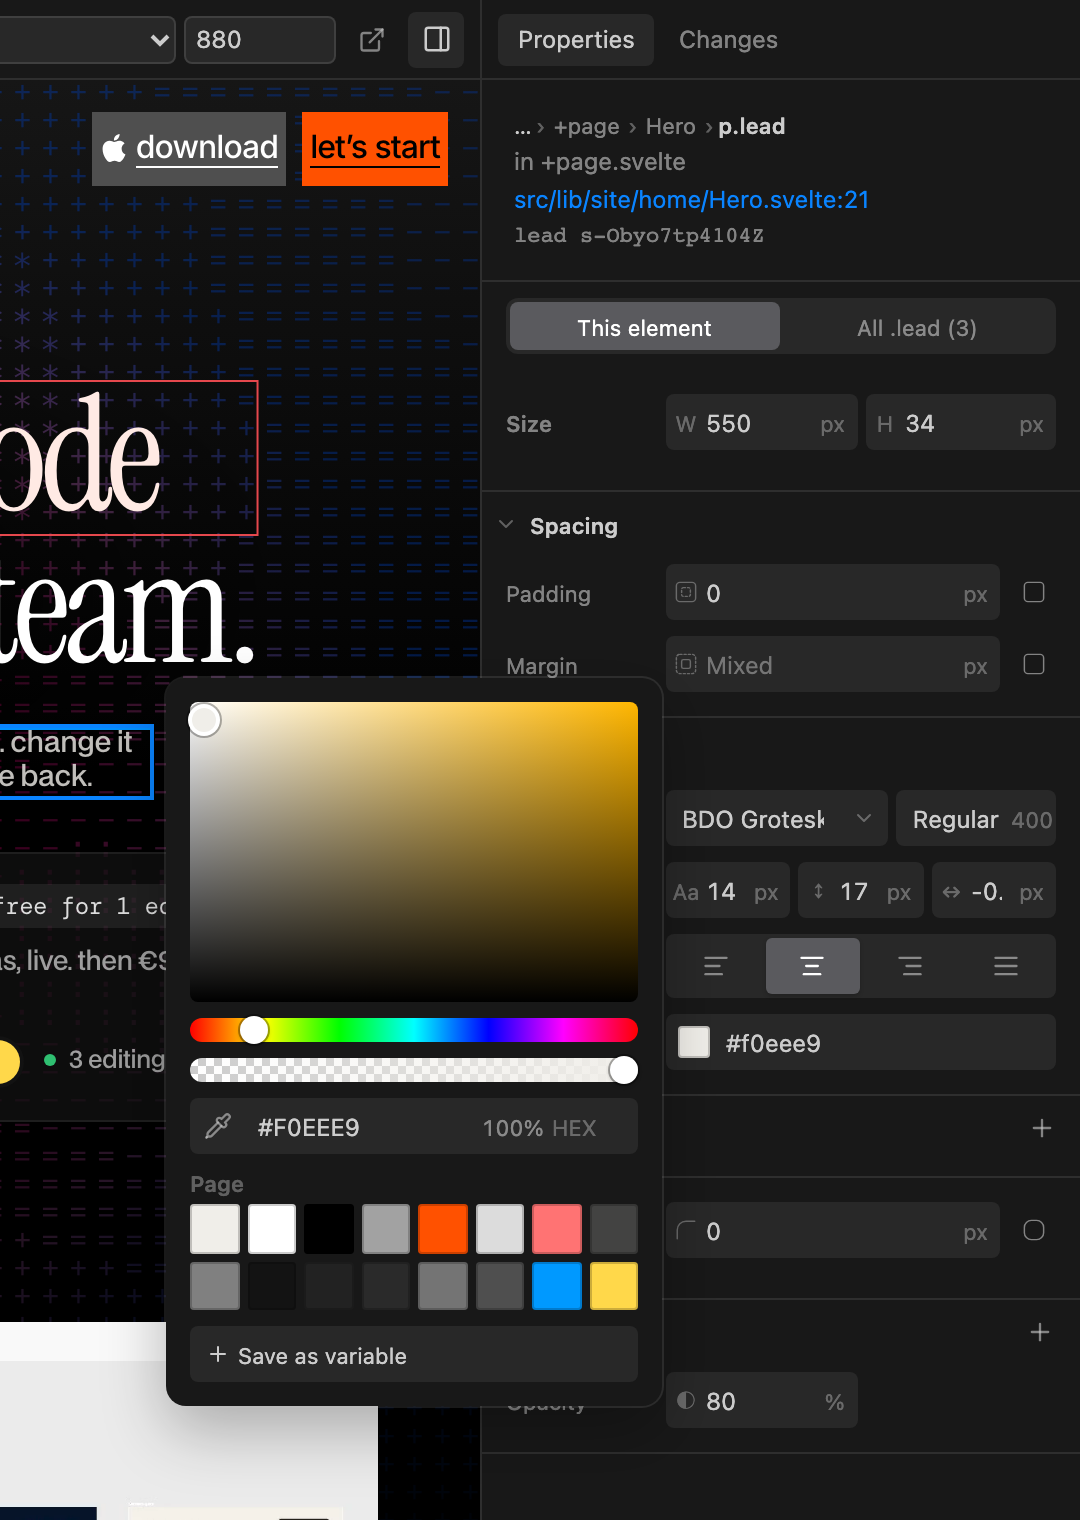 880
Properties
Changes
download
let's start
... › +page › Hero › p.lead
in +page.svelte
src/lib/site/home/Hero.svelte:21
lead s-Obyo7tp4104Z
This element
All .lead (3)
Size
W 550 px
H 34 px
ode
team.
Spacing
Padding
0 px
Margin
Mixed px
. change it
e back.
BDO Grotesk
Regular 400
Aa 14 px
17 px
-0. px
free for 1 ed
s, live. then €9
3 editing
#f0eee9
#F0EEE9
100% HEX
Page
0 px
Save as variable
Opacity
80 %